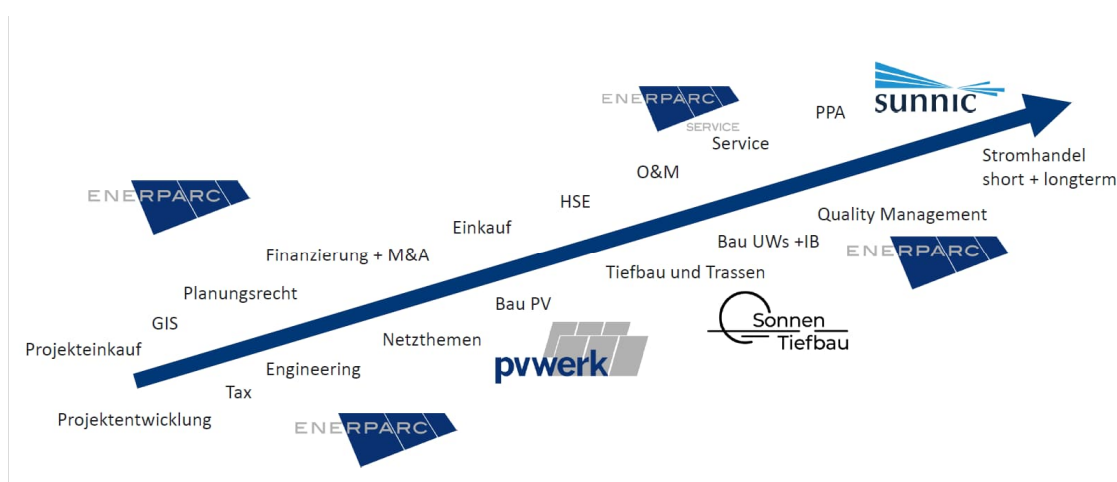 sunnic
ENERPARC
SERVICE
PPA
Service
Stromhandel
short + longterm
O&M
ENERPARC
HSE
Quality Management
Einkauf
Bau UWs +IB
ENERPARC
Finanzierung + M&A
Tiefbau und Trassen
Planungsrecht
Bau PV
GIS
Sonnen
Tiefbau
Netzthemen
Projekteinkauf
pvwerk
Engineering
Tax
Projektentwicklung
ENERPARC